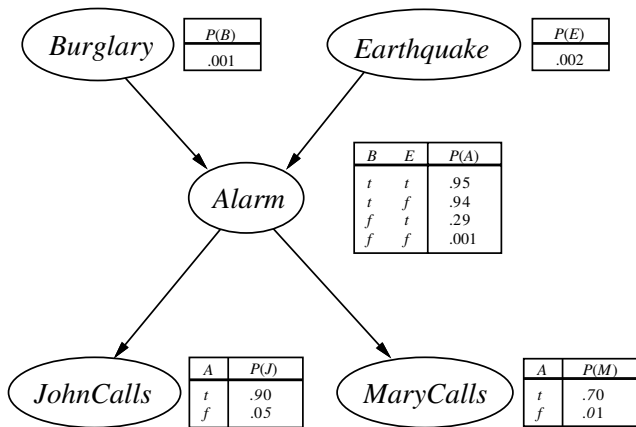 Burglary
P(B)
.001
Earthquake
P(E)
.002
Alarm
B E P(A)
t t .95
t f .94
f t .29
f f .001
JohnCalls
A P(J)
t .90
f .05
MaryCalls
A P(M)
t .70
f .01